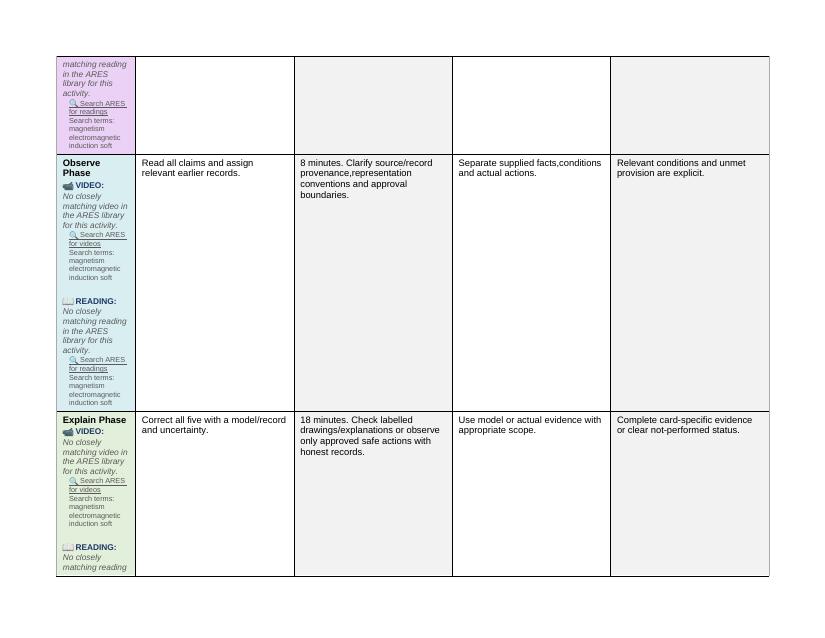 matching reading
in the ARES
library for this
activity.
🔍 Search ARES
for readings
Search terms:
magnetism
electromagnetic
induction soft
Observe
Phase
📹 VIDEO:
No closely
matching video in
the ARES library
for this activity.
🔍 Search ARES
for videos
Search terms:
magnetism
electromagnetic
induction soft
📖 READING:
No closely
matching reading
in the ARES
library for this
activity.
🔍 Search ARES
for readings
Search terms:
magnetism
electromagnetic
induction soft
Read all claims and assign
relevant earlier records.
8 minutes. Clarify source/record
provenance,representation
conventions and approval
boundaries.
Separate supplied facts,conditions
and actual actions.
Relevant conditions and unmet
provision are explicit.
Explain Phase
📹 VIDEO:
No closely
matching video in
the ARES library
for this activity.
🔍 Search ARES
for videos
Search terms:
magnetism
electromagnetic
induction soft
📖 READING:
No closely
matching reading
Correct all five with a model/record
and uncertainty.
18 minutes. Check labelled
drawings/explanations or observe
only approved safe actions with
honest records.
Use model or actual evidence with
appropriate scope.
Complete card-specific evidence
or clear not-performed status.